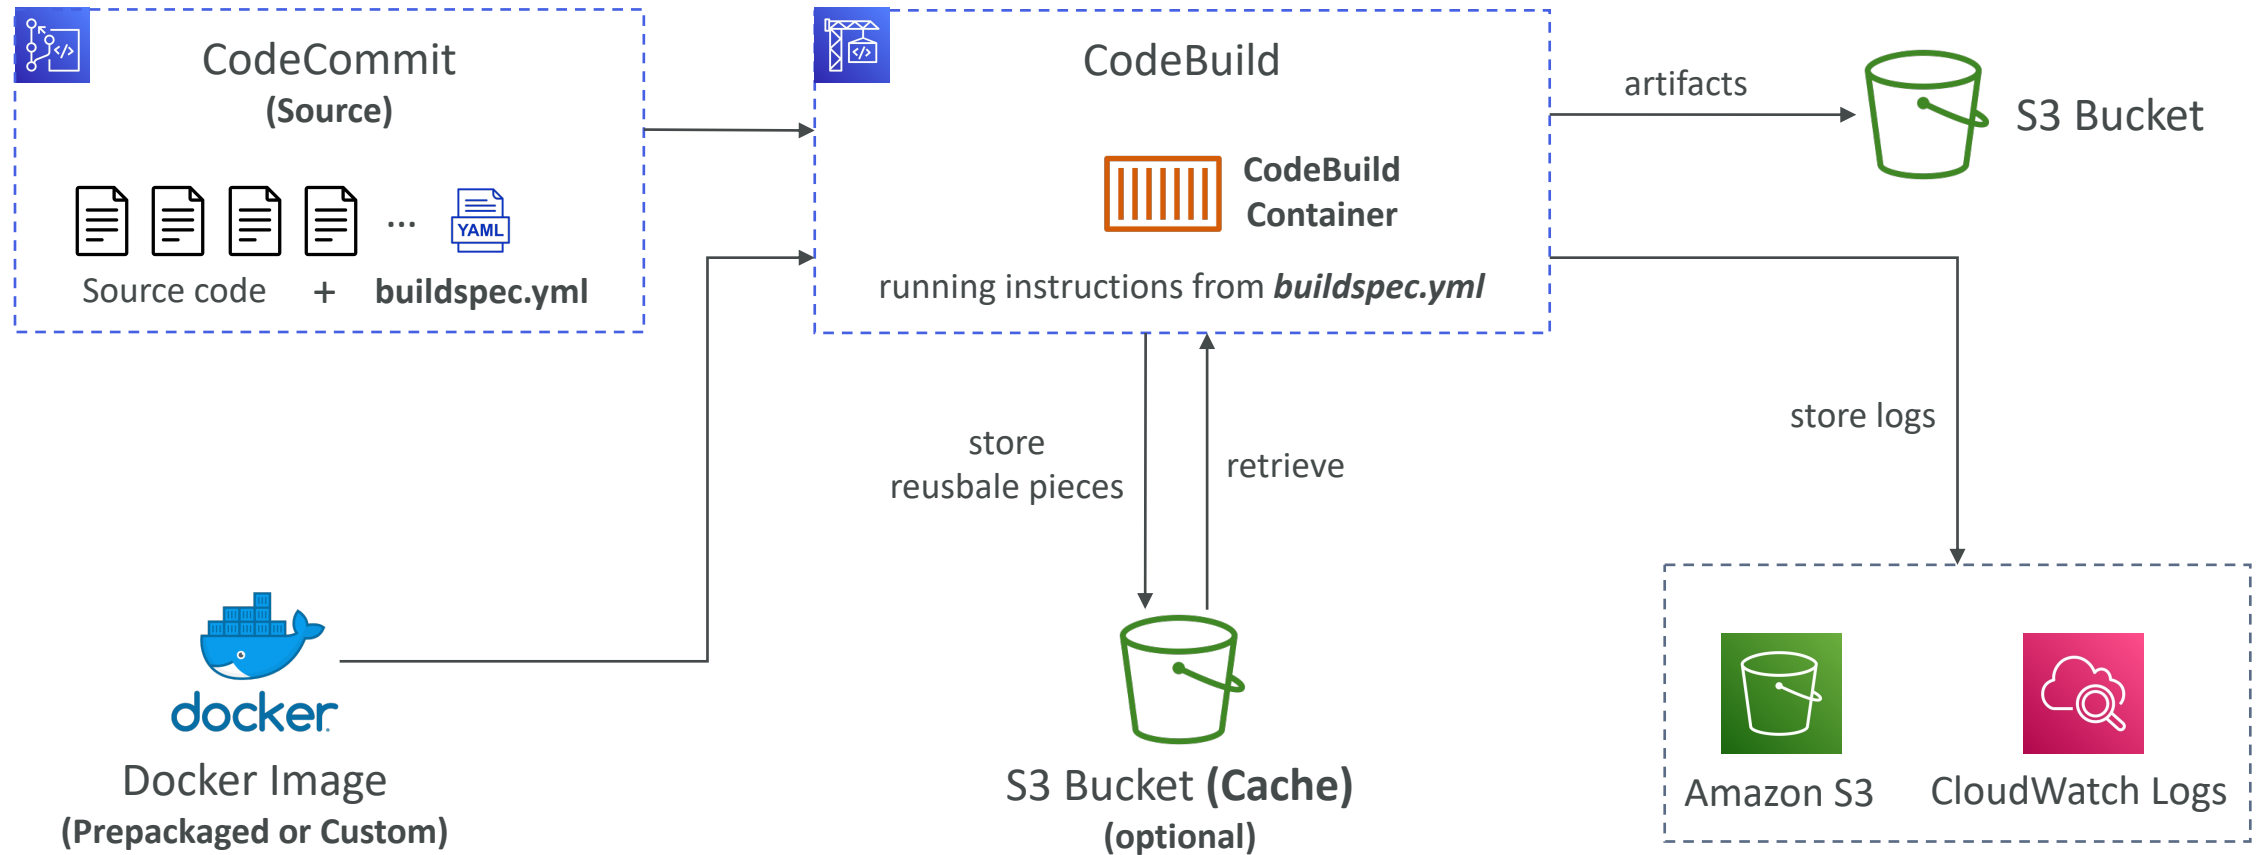 CodeCommit
(Source)
...
YAML
Source code + buildspec.yml
CodeBuild
CodeBuild
Container
running instructions from buildspec.yml
artifacts
S3 Bucket
store logs
store
reusbale pieces
retrieve
docker
Docker Image
(Prepackaged or Custom)
S3 Bucket (Cache)
(optional)
Amazon S3
CloudWatch Logs